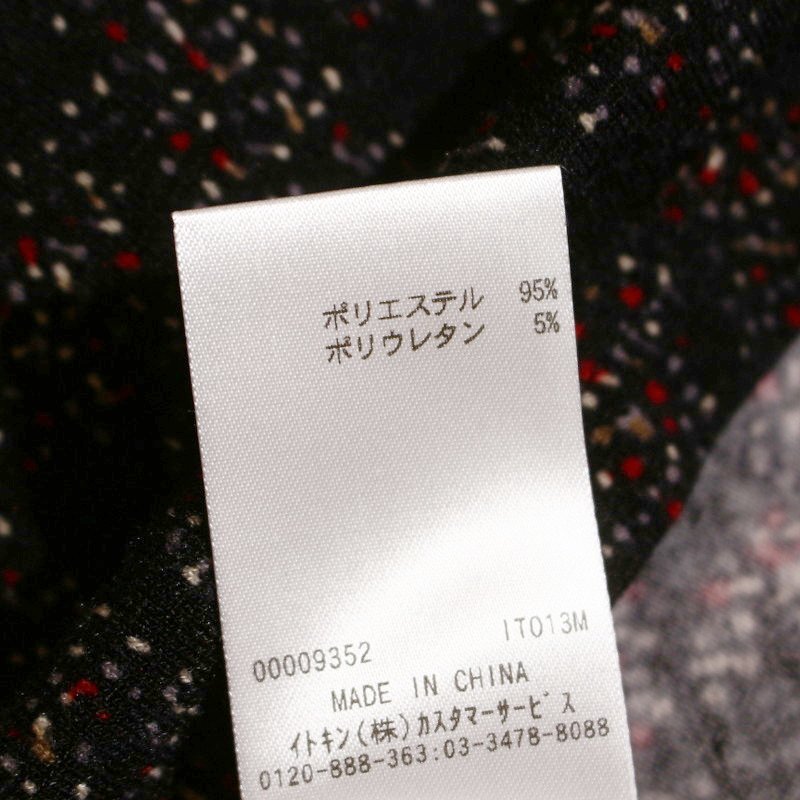 ポリエステル 95%
ポリウレタン 5%
00009352 IT013M
MADE IN CHINA
イトキン(株)カスタマーサービス
0120-888-363:03-3478-8088